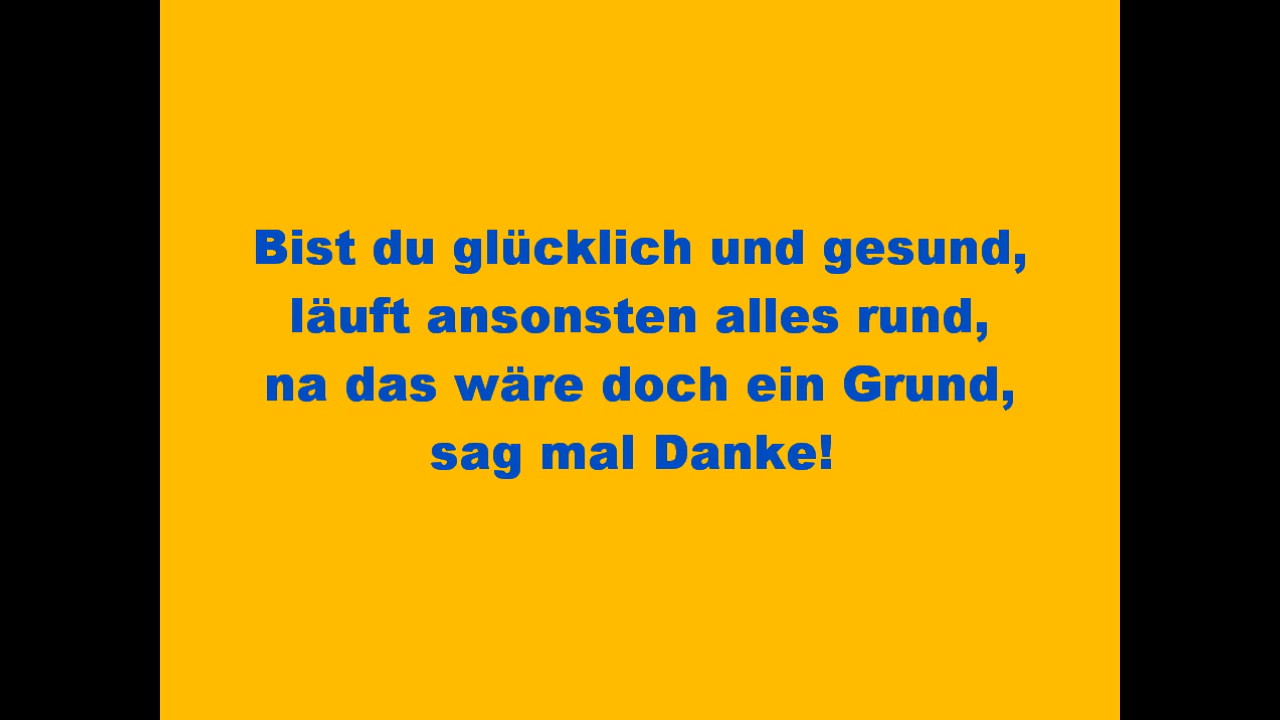 Bist du glücklich und gesund,
läuft ansonsten alles rund,
na das wäre doch ein Grund,
sag mal Danke!